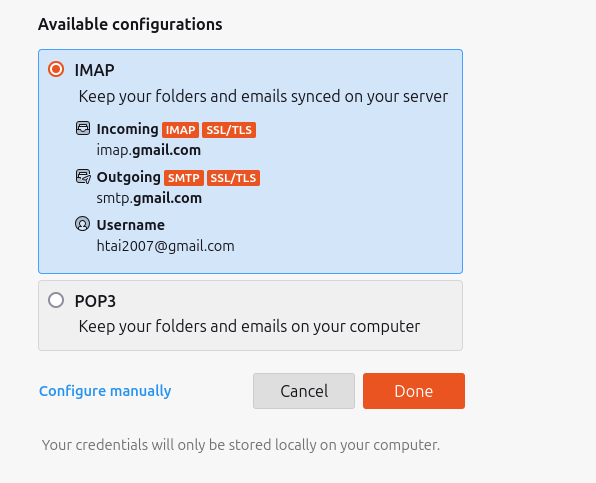 Available configurations
IMAP
Keep your folders and emails synced on your server
Incoming IMAP SSL/TLS
imap.gmail.com
Outgoing SMTP SSL/TLS
smtp.gmail.com
Username
htai2007@gmail.com
POP3
Keep your folders and emails on your computer
Configure manually Cancel Done
Your credentials will only be stored locally on your computer.